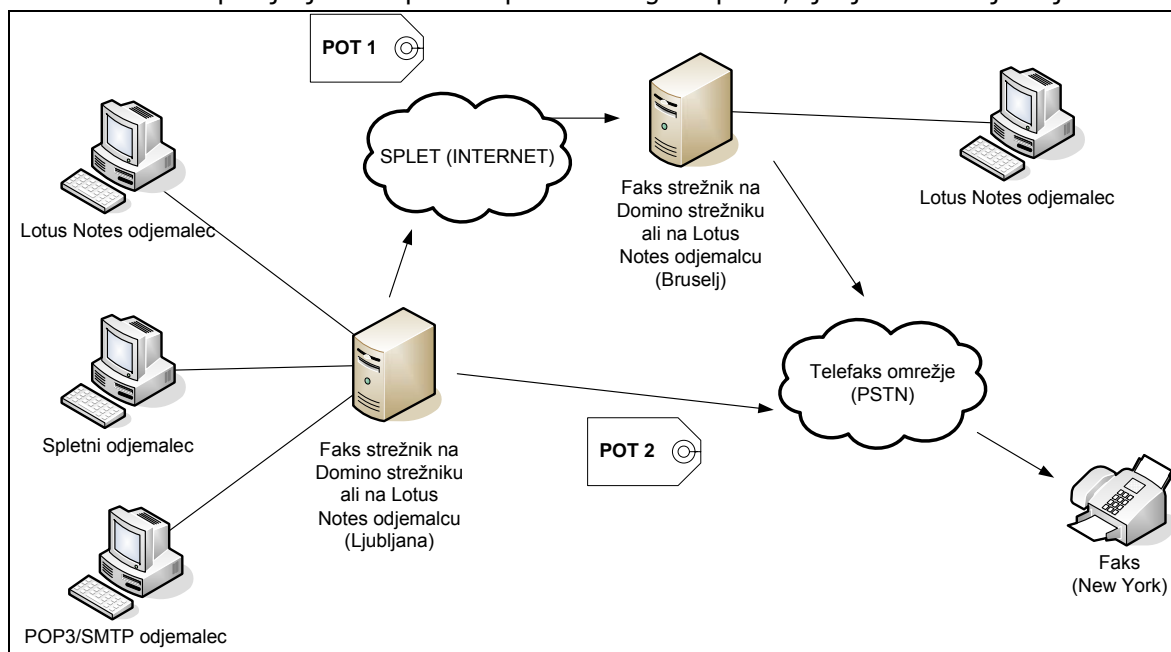 POT 1
SPLET (INTERNET)
Lotus Notes odjemalec
Faks strežnik na
Domino strežniku
ali na Lotus
Notes odjemalcu
(Bruselj)
Lotus Notes odjemalec
Spletni odjemalec
Faks strežnik na
Domino strežniku
ali na Lotus
Notes odjemalcu
(Ljubljana)
POT 2
Telefaks omrežje
(PSTN)
Faks
(New York)
POP3/SMTP odjemalec